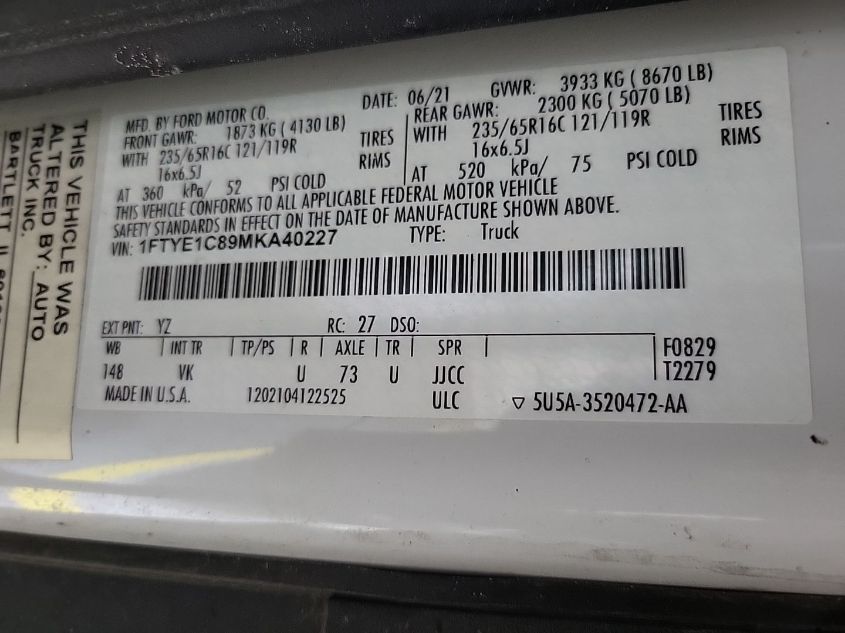 THIS VEHICLE WAS
ALTERED BY: AUTO
TRUCK INC.
BARTLETT IL
MFD. BY FORD MOTOR CO.
DATE: 06/21
GVWR: 3933 KG ( 8670 LB)
FRONT GAWR: 1873 KG ( 4130 LB)
REAR GAWR: 2300 KG ( 5070 LB)
WITH 235/65R16C 121/119R TIRES
WITH 235/65R16C 121/119R TIRES
16x6.5J RIMS
16x6.5J RIMS
AT 360 kPa/ 52 PSI COLD
AT 520 kPa/ 75 PSI COLD
THIS VEHICLE CONFORMS TO ALL APPLICABLE FEDERAL MOTOR VEHICLE
SAFETY STANDARDS IN EFFECT ON THE DATE OF MANUFACTURE SHOWN ABOVE.
VIN: 1FTYE1C89MKA40227 TYPE: Truck
EXT PNT: YZ RC: 27 DSO:
WB | INT TR | TP/PS | R | AXLE | TR | SPR | F0829
148 VK U 73 U JJCC T2279
MADE IN U.S.A. 1202104122525 ULC ▽ 5U5A-3520472-AA